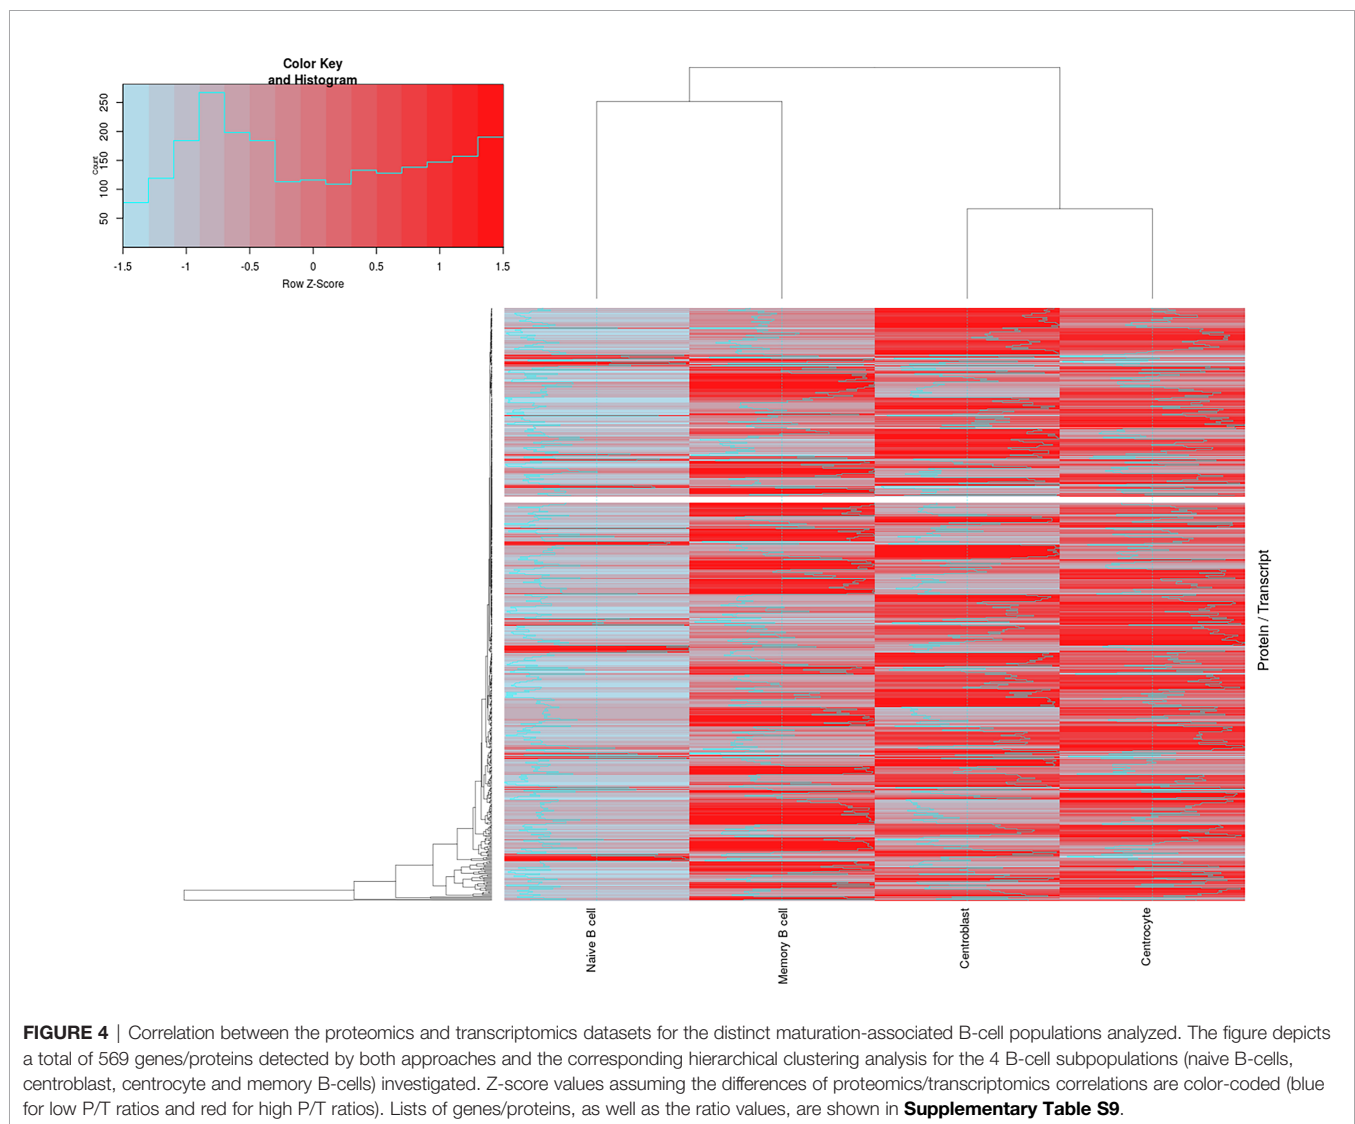 Color Key
and Histogram
Count
50
100
150
200
250
-1.5
-1
-0.5
0
0.5
1
1.5
Row Z-Score
Protein / Transcript
Naive B cell
Memory B cell
Centroblast
Centrocyte
FIGURE 4 | Correlation between the proteomics and transcriptomics datasets for the distinct maturation-associated B-cell populations analyzed. The figure depicts
a total of 569 genes/proteins detected by both approaches and the corresponding hierarchical clustering analysis for the 4 B-cell subpopulations (naive B-cells,
centroblast, centrocyte and memory B-cells) investigated. Z-score values assuming the differences of proteomics/transcriptomics correlations are color-coded (blue
for low P/T ratios and red for high P/T ratios). Lists of genes/proteins, as well as the ratio values, are shown in Supplementary Table S9.